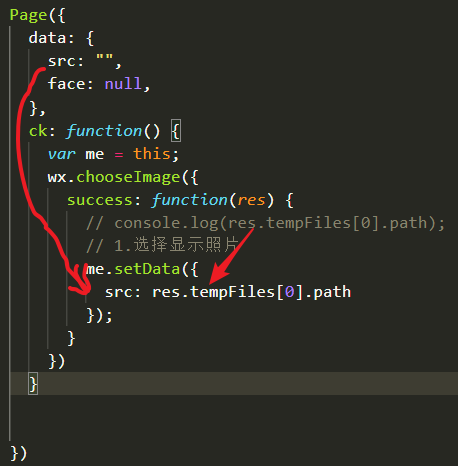 Page({
data: {
src: "",
face: null,
},
ck: function() {
var me = this;
wx.chooseImage({
success: function(res) {
// console.log(res.tempFiles[0].path);
// 1.选择显示照片
me.setData({
src: res.tempFiles[0].path
});
}
})
}
})